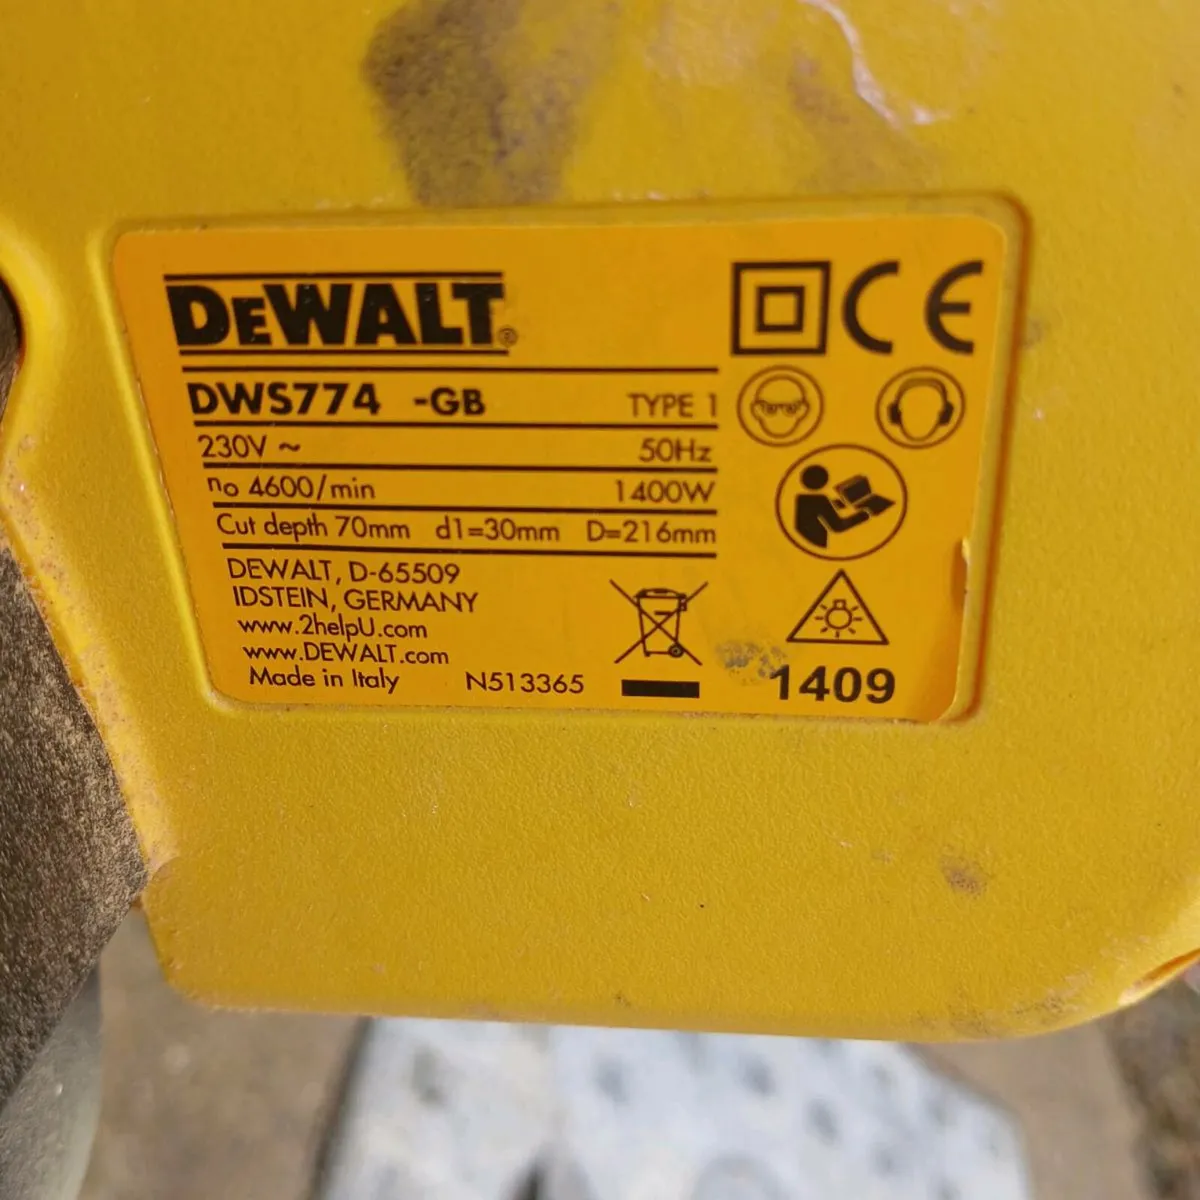 DEWALT®
DWS774 -GB TYPE 1
230V ~ 50Hz
no 4600/min 1400W
Cut depth 70mm d1=30mm D=216mm
DEWALT, D-65509
IDSTEIN, GERMANY
www.2helpU.com
www.DEWALT.com
Made in Italy N513365
CE
1409